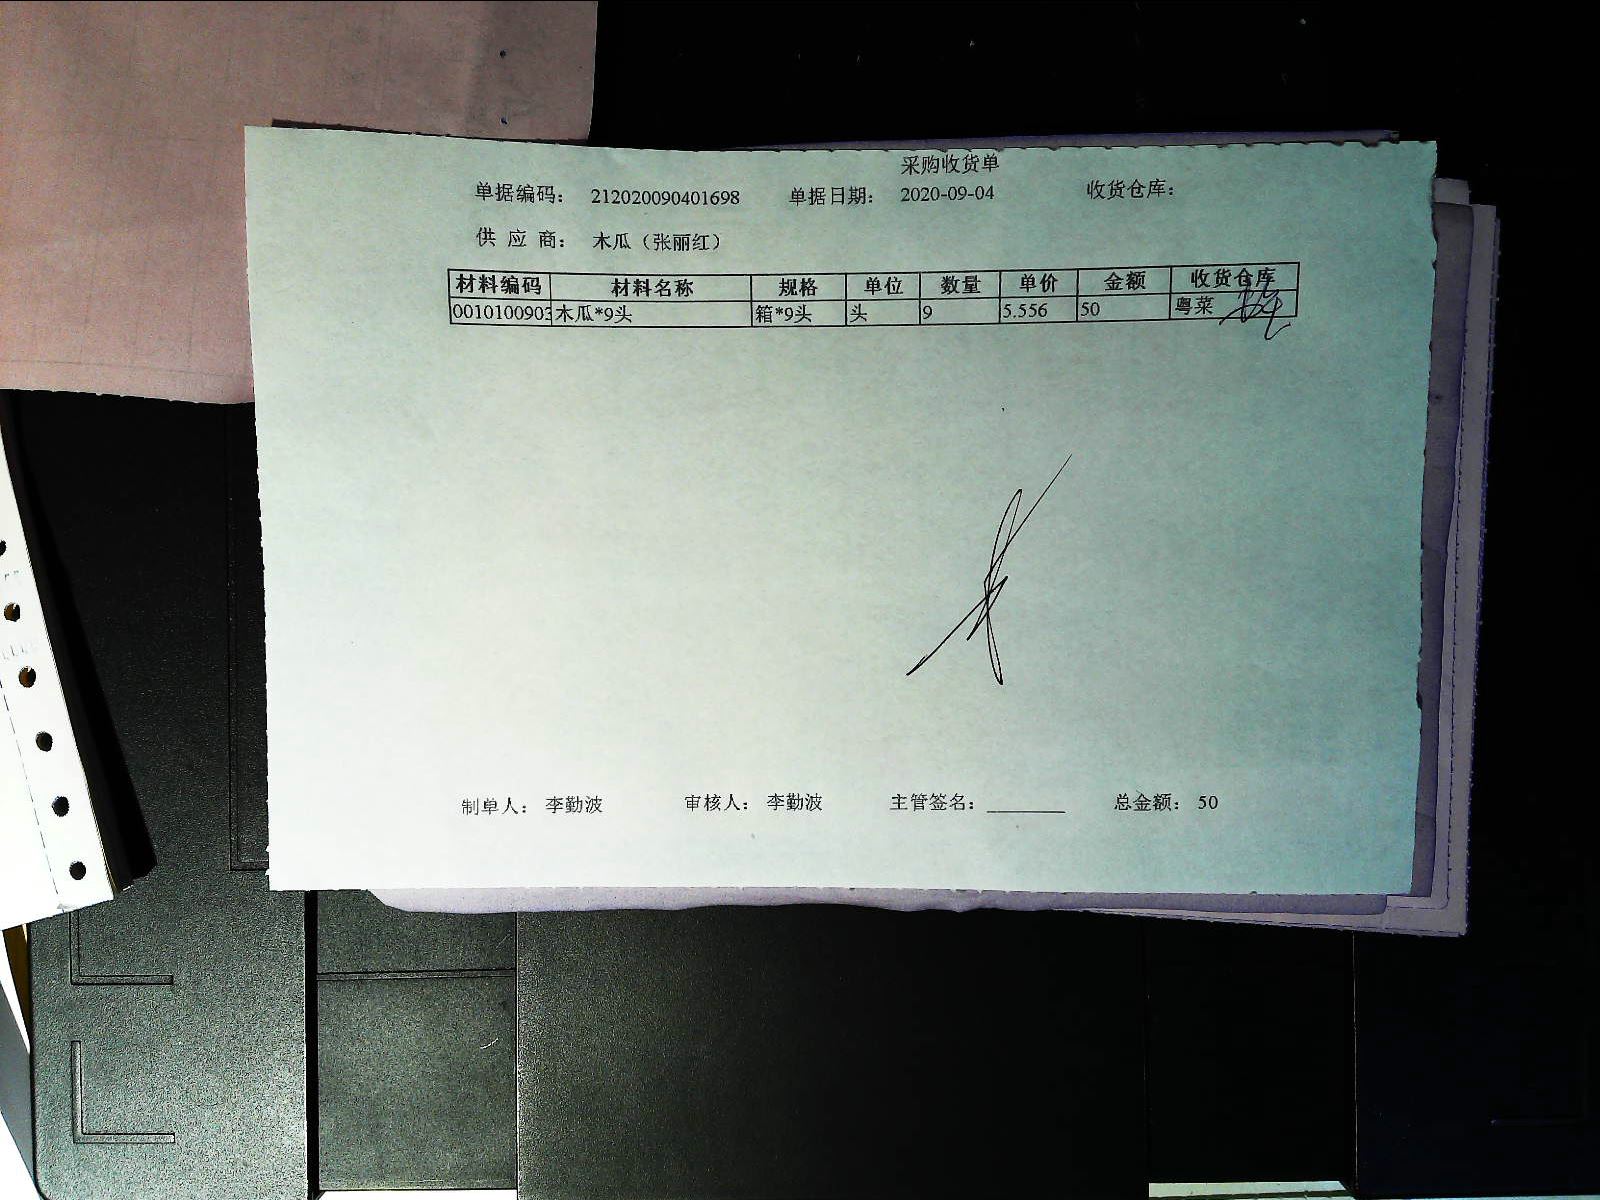 采购收货单
单据编码： 212020090401698 单据日期： 2020-09-04 收货仓库：
供 应 商： 木瓜（张丽红）
材料编码 材料名称 规格 单位 数量 单价 金额 收货仓库
0010100903 木瓜*9头 箱*9头 头 9 5.556 50 粤菜
制单人： 李勤波 审核人： 李勤波 主管签名：________ 总金额： 50